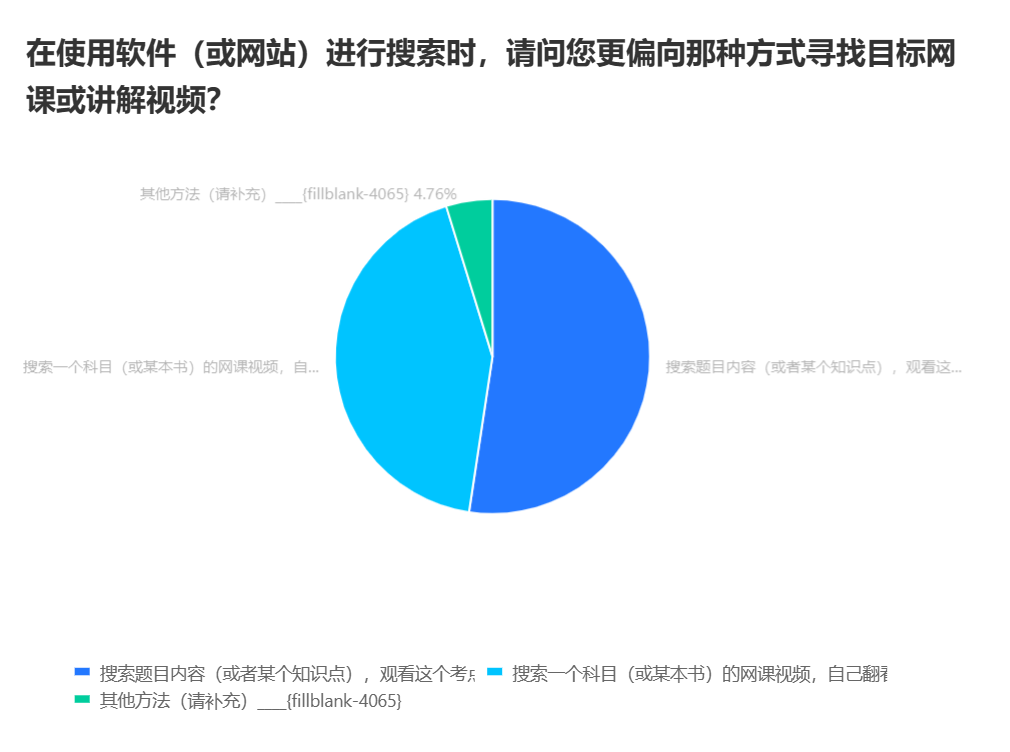 在使用软件（或网站）进行搜索时，请问您更偏向那种方式寻找目标网
课或讲解视频？
其他方法（请补充）____{fillblank-4065} 4.76%
搜索一个科目（或某本书）的网课视频，自...
搜索题目内容（或者某个知识点），观看这...
搜索题目内容（或者某个知识点），观看这个考
搜索一个科目（或某本书）的网课视频，自己翻
其他方法（请补充）____{fillblank-4065}